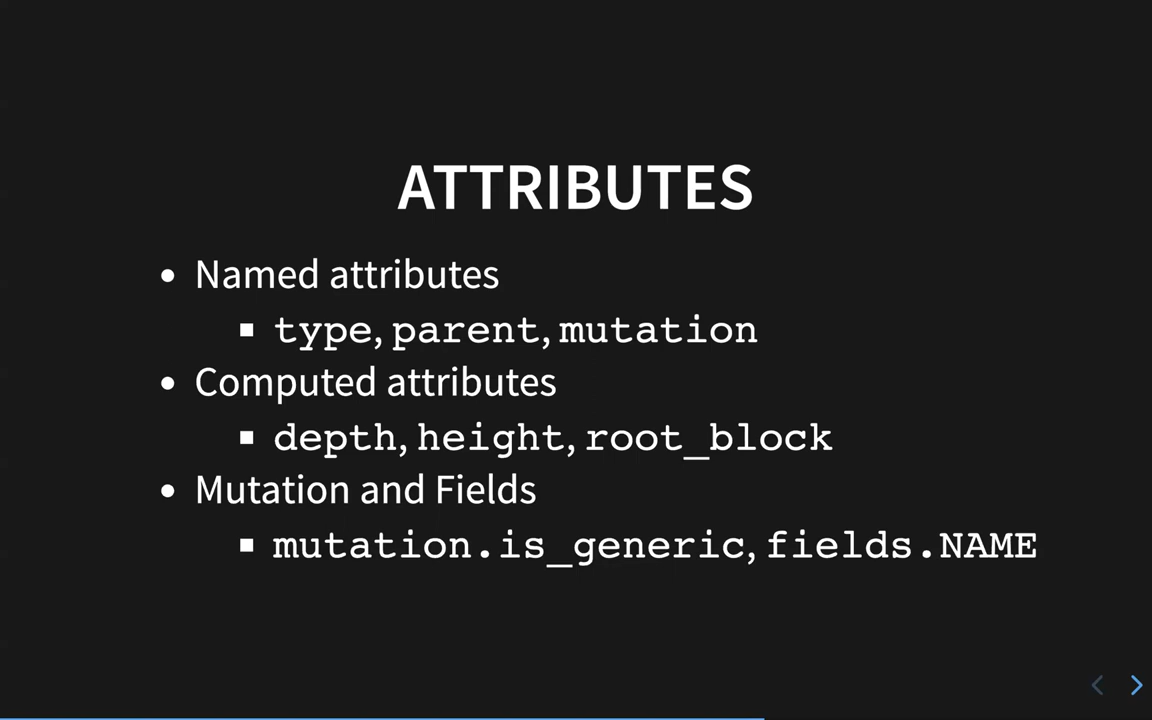 ATTRIBUTES
• Named attributes
▪ type, parent, mutation
• Computed attributes
▪ depth, height, root_block
• Mutation and Fields
▪ mutation.is_generic, fields.NAME